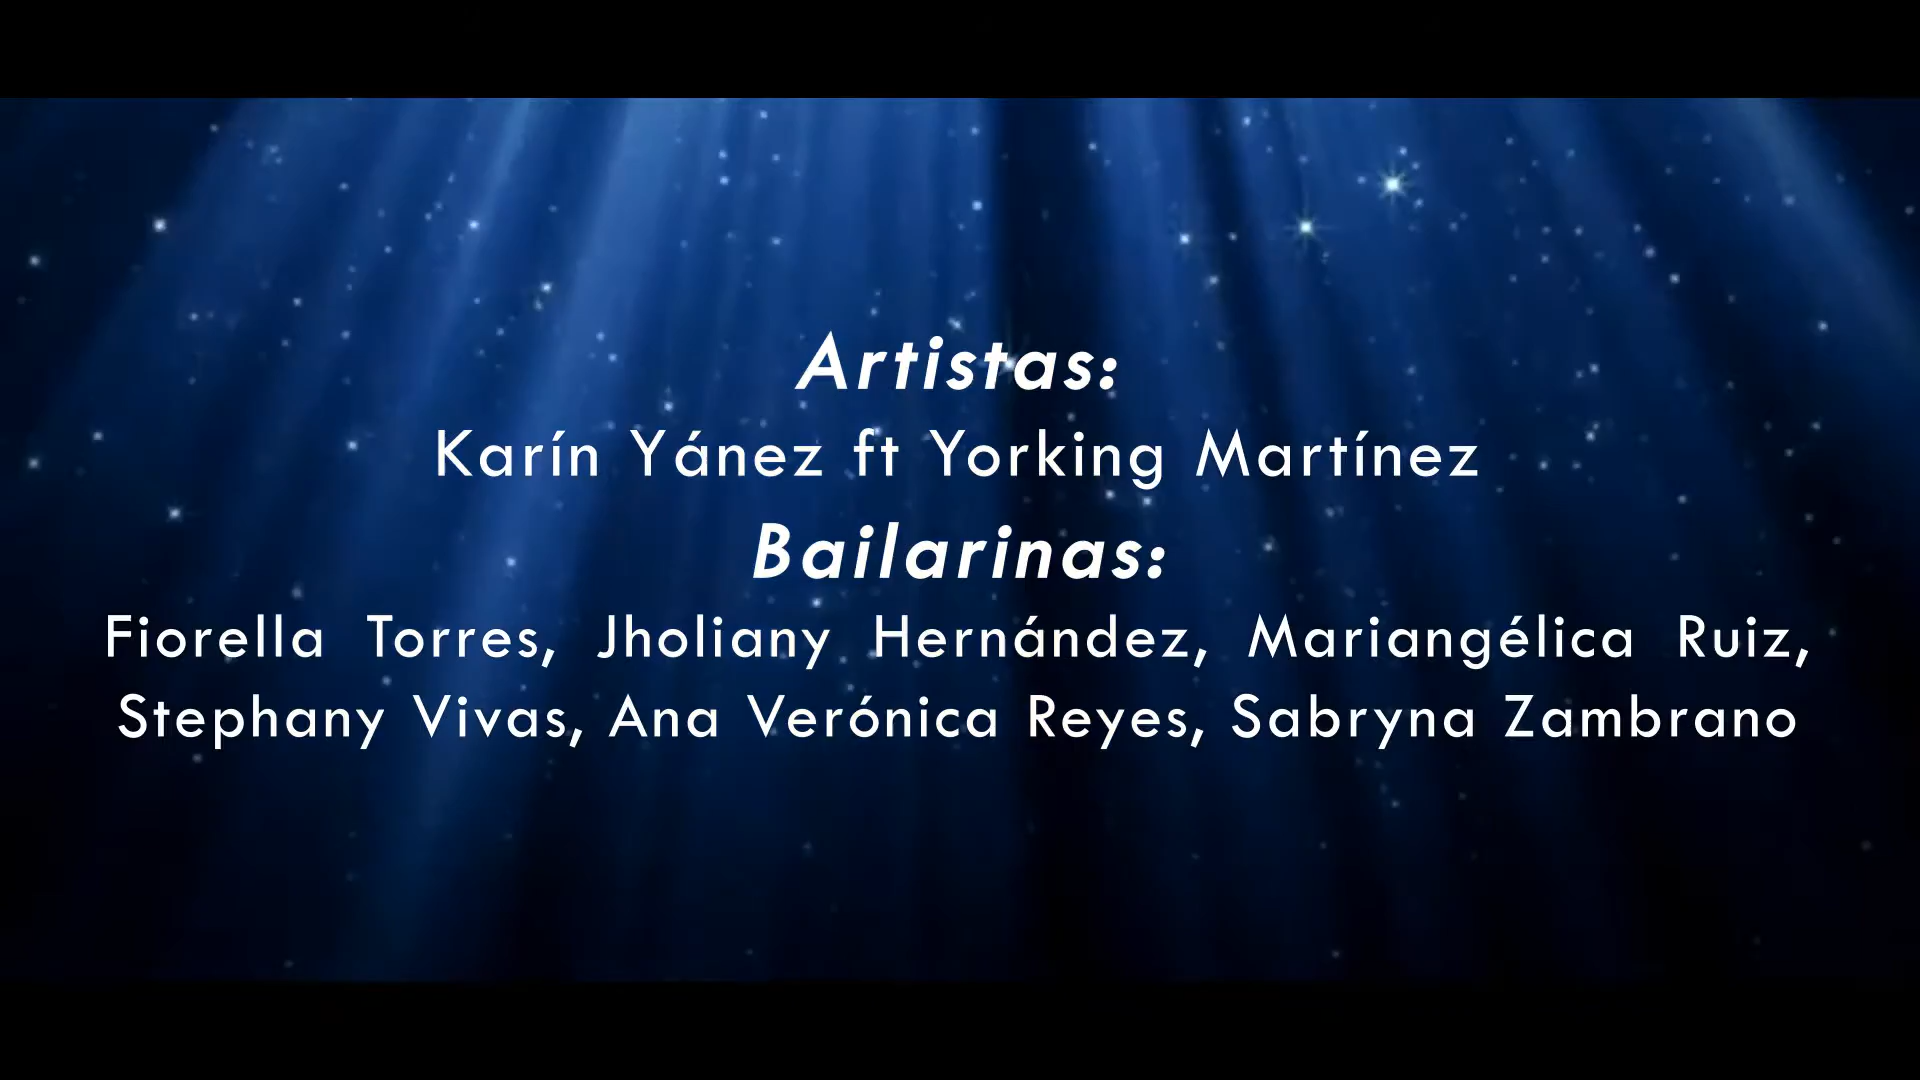 Artistas:
Karín Yánez ft Yorking Martínez
Bailarinas:
Fiorella Torres, Jholiany Hernández, Mariangélica Ruiz,
Stephany Vivas, Ana Verónica Reyes, Sabryna Zambrano